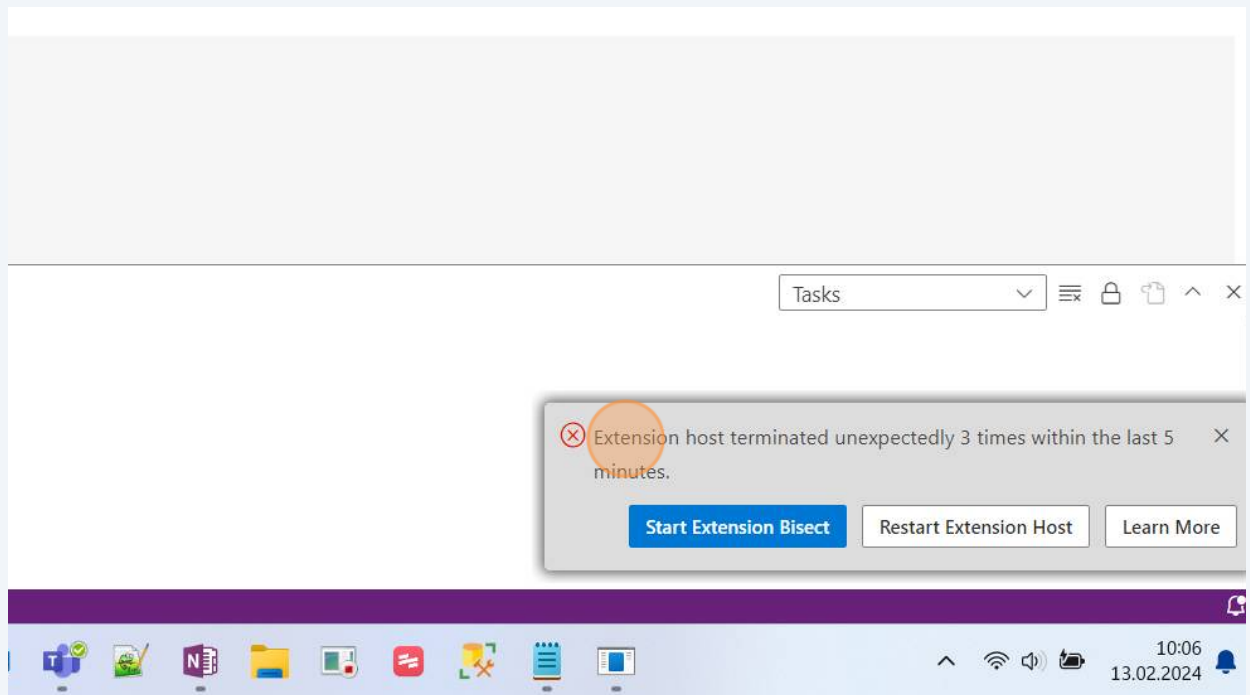 Tasks
Extension host terminated unexpectedly 3 times within the last 5
minutes.
Start Extension Bisect
Restart Extension Host
Learn More
10:06
13.02.2024